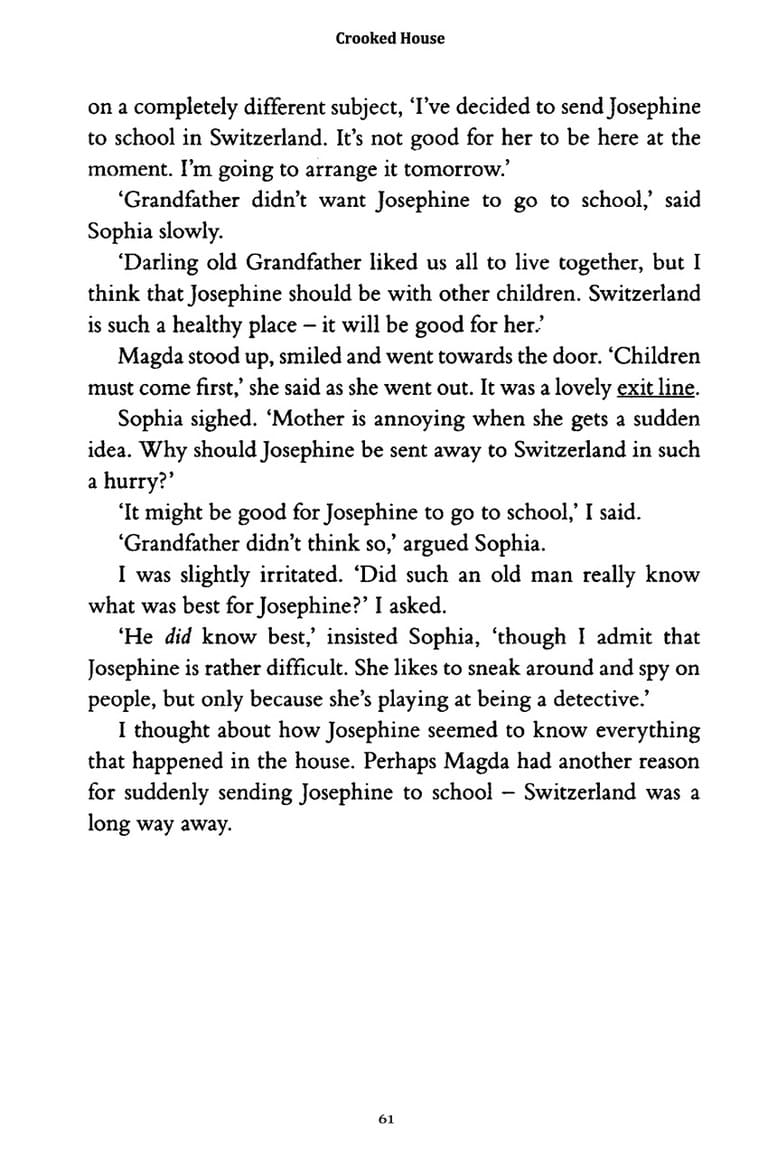 Crooked House
on a completely different subject, ‘I’ve decided to send Josephine
to school in Switzerland. It’s not good for her to be here at the
moment. I’m going to arrange it tomorrow.’
‘Grandfather didn’t want Josephine to go to school,’ said
Sophia slowly.
‘Darling old Grandfather liked us all to live together, but I
think that Josephine should be with other children. Switzerland
is such a healthy place – it will be good for her.’
Magda stood up, smiled and went towards the door. ‘Children
must come first,’ she said as she went out. It was a lovely exit line.
Sophia sighed. ‘Mother is annoying when she gets a sudden
idea. Why should Josephine be sent away to Switzerland in such
a hurry?’
‘It might be good for Josephine to go to school,’ I said.
‘Grandfather didn’t think so,’ argued Sophia.
I was slightly irritated. ‘Did such an old man really know
what was best for Josephine?’ I asked.
‘He did know best,’ insisted Sophia, ‘though I admit that
Josephine is rather difficult. She likes to sneak around and spy on
people, but only because she’s playing at being a detective.’
I thought about how Josephine seemed to know everything
that happened in the house. Perhaps Magda had another reason
for suddenly sending Josephine to school – Switzerland was a
long way away.
61